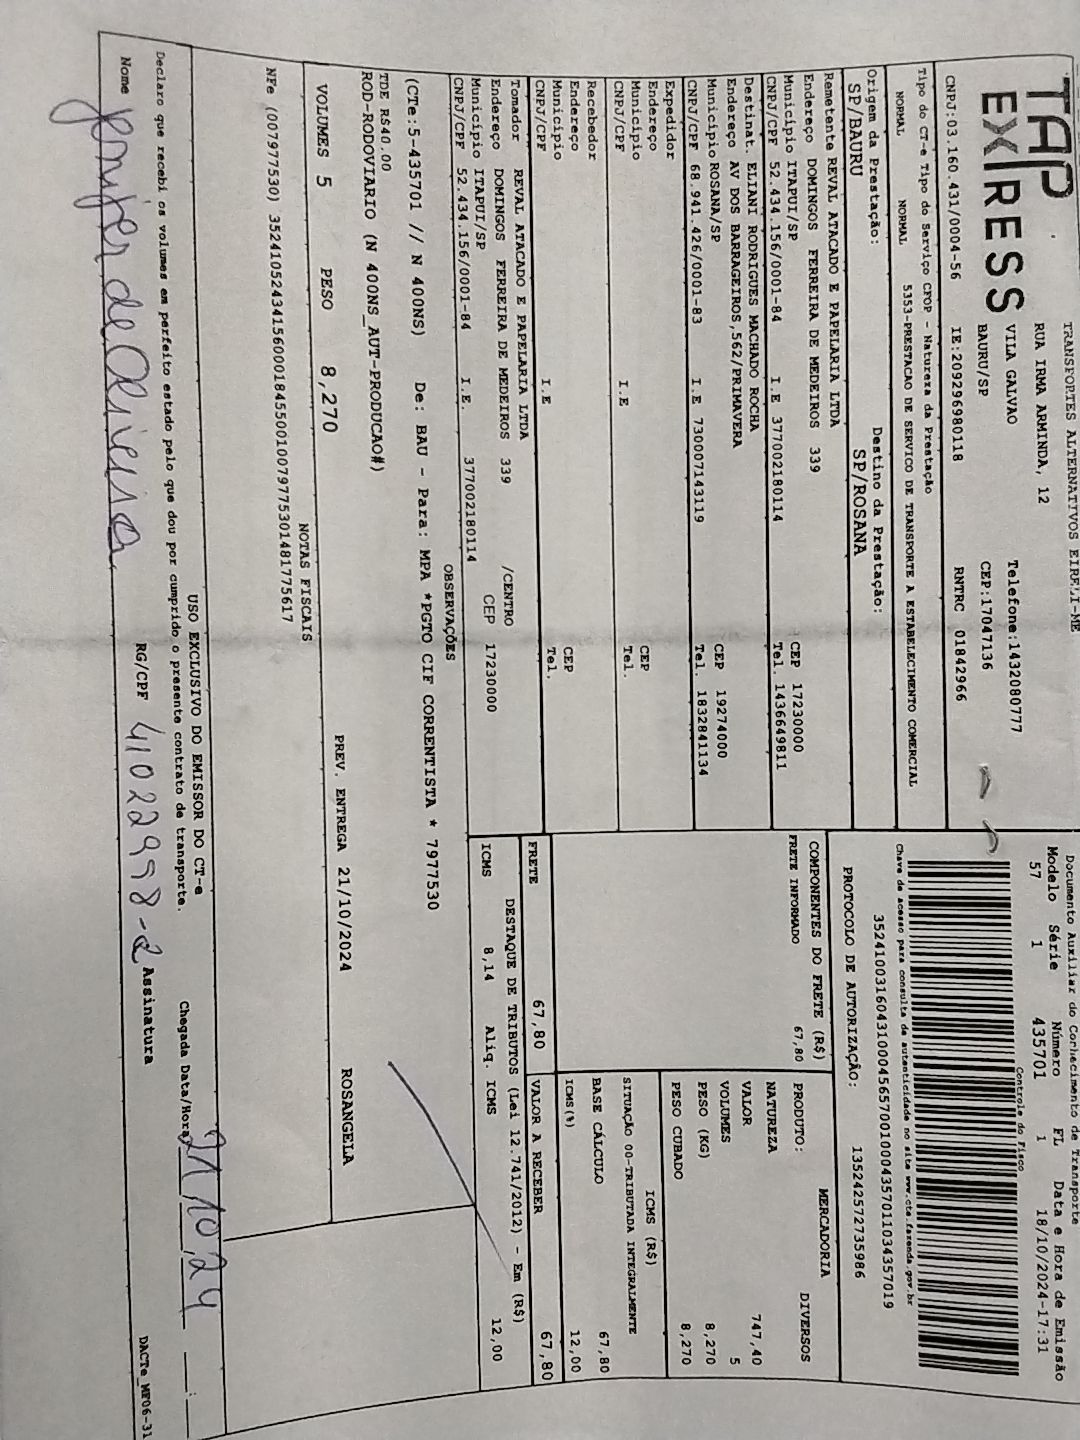 TAP
EXPRESS
TRANSPORTES ALTERNATIVOS EIRELI-ME
RUA IRMA ARMINDA, 12
Telefone:1432080777
VILA GALVAO
CEP:17047136
BAURU/SP
CNPJ:03.160.431/0004-56 IE:209296980118 RNTRC 01842966
Documento Auxiliar do Conhecimento de Transporte
Modelo Série Número FL Data e Hora de Emissão
57 1 435701 1 18/10/2024-17:31
Controle do Fisco
Chave de acesso para consulta de autenticidade no site www.cte.fazenda.gov.br
35241003160431000456570010004357011034357019
PROTOCOLO DE AUTORIZAÇÃO: 135242572735986
Tipo do CT-e Tipo do Serviço CFOP - Natureza da Prestação
NORMAL NORMAL 5353-PRESTACAO DE SERVICO DE TRANSPORTE A ESTABELECIMENTO COMERCIAL
Origem da Prestação: Destino da Prestação:
SP/BAURU SP/ROSANA
Remetente REVAL ATACADO E PAPELARIA LTDA
Endereço DOMINGOS FERREIRA DE MEDEIROS 339
Município ITAPUI/SP CEP 17230000
CNPJ/CPF 52.434.156/0001-84 I.E 377002180114 Tel. 1436649811
Destinat. ELIANI RODRIGUES MACHADO ROCHA
Endereço AV DOS BARRAGEIROS,562/PRIMAVERA
Município ROSANA/SP CEP 19274000
CNPJ/CPF 68.941.426/0001-83 I.E 730007143119 Tel. 1832841134
Expedidor
Endereço
Município CEP
CNPJ/CPF I.E Tel.
Recebedor
Endereço
Município CEP
CNPJ/CPF I.E Tel.
Tomador REVAL ATACADO E PAPELARIA LTDA
Endereço DOMINGOS FERREIRA DE MEDEIROS 339 /CENTRO
Município ITAPUI/SP CEP 17230000
CNPJ/CPF 52.434.156/0001-84 I.E. 377002180114
COMPONENTES DO FRETE (R$)
FRETE INFORMADO 67,80
MERCADORIA
PRODUTO: DIVERSOS
NATUREZA
VALOR 747,40
VOLUMES 5
PESO (KG) 8,270
PESO CUBADO 8,270
ICMS (R$)
SITUAÇÃO 00-TRIBUTADA INTEGRALMENTE
BASE CÁLCULO 67,80
ICMS(%) 12,00
FRETE 67,80 VALOR A RECEBER 67,80
DESTAQUE DE TRIBUTOS (Lei 12.741/2012) - Em (R$)
ICMS 8,14 Aliq. ICMS 12,00
OBSERVAÇÕES
(CTe:5-435701 // N 400NS) De: BAU - Para: MPA *PGTO CIF CORRENTISTA * 7977530
TDE R$40.00
ROD-RODOVIARIO (N 400NS_AUT-PRODUCAO#)
VOLUMES 5 PESO 8,270 PREV. ENTREGA 21/10/2024 ROSANGELA
NOTAS FISCAIS
NFe (007977530) 35241052434156000184550010079775301481775617
USO EXCLUSIVO DO EMISSOR DO CT-e
Declaro que recebi os volumes em perfeito estado pelo que dou por cumprido o presente contrato de transporte. Chegada Data/Hora 21/10/24 __:__
Nome Jenifer de Oliveira RG/CPF 41022998-2 Assinatura
DACTe_MP06-31